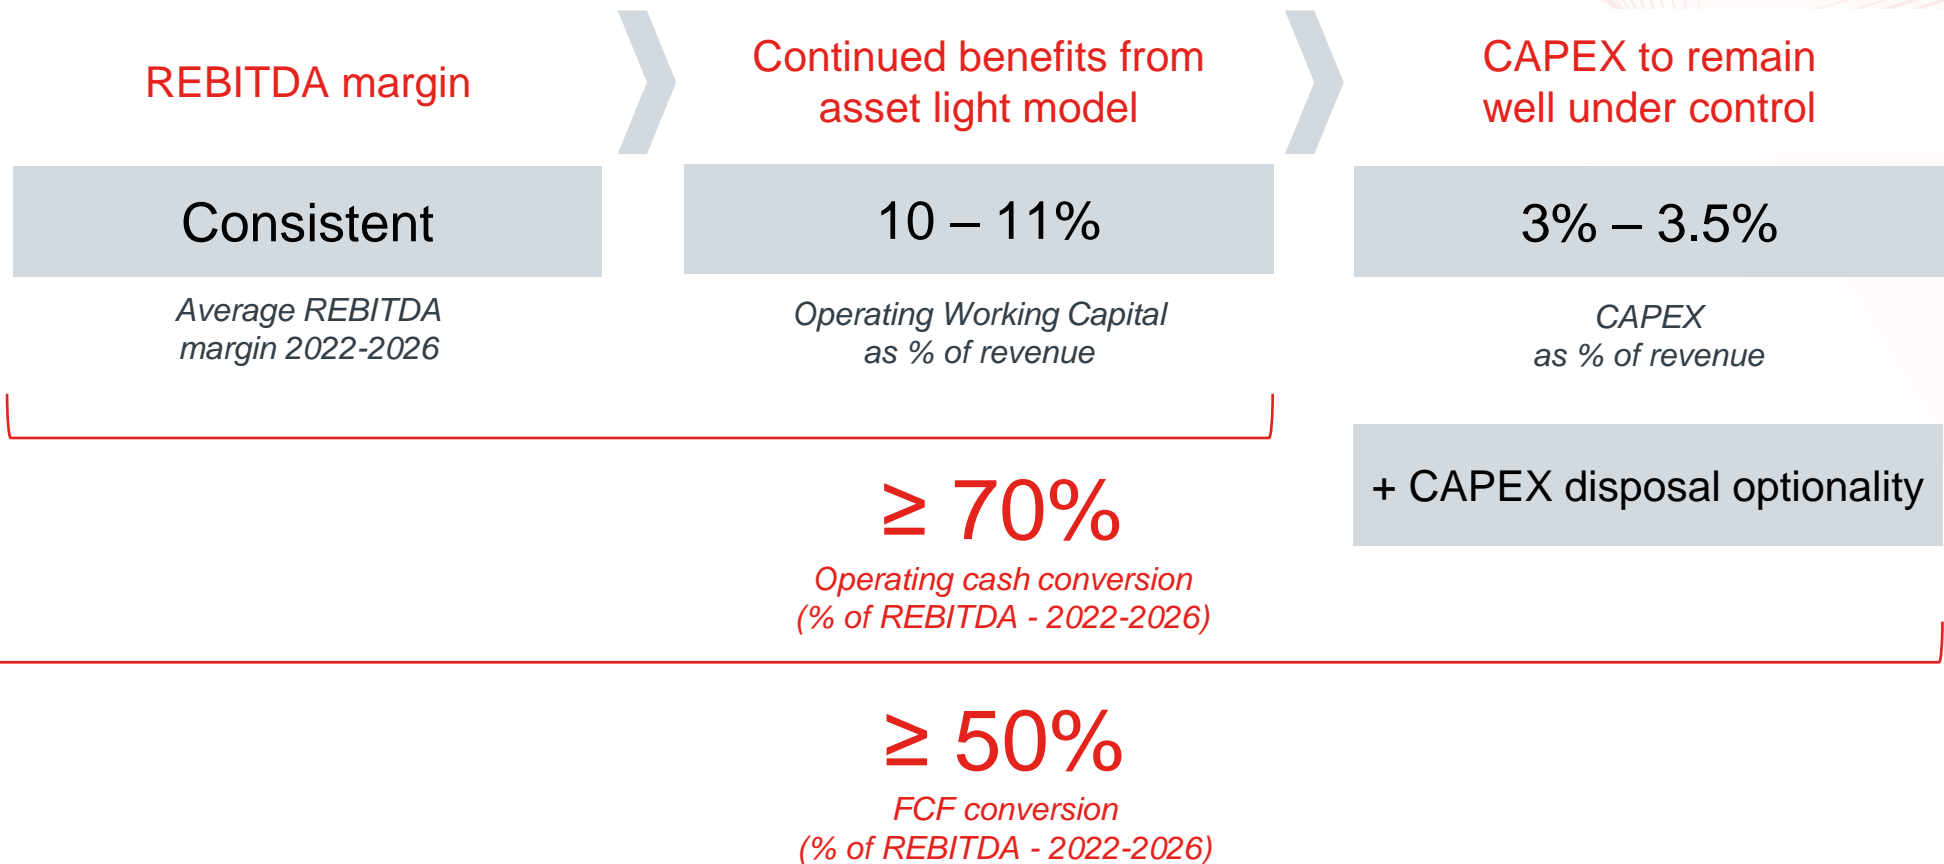 REBITDA margin
Continued benefits from
asset light model
CAPEX to remain
well under control
Consistent
10 – 11%
3% – 3.5%
Average REBITDA
margin 2022-2026
Operating Working Capital
as % of revenue
CAPEX
as % of revenue
+ CAPEX disposal optionality
≥ 70%
Operating cash conversion
(% of REBITDA - 2022-2026)
≥ 50%
FCF conversion
(% of REBITDA - 2022-2026)